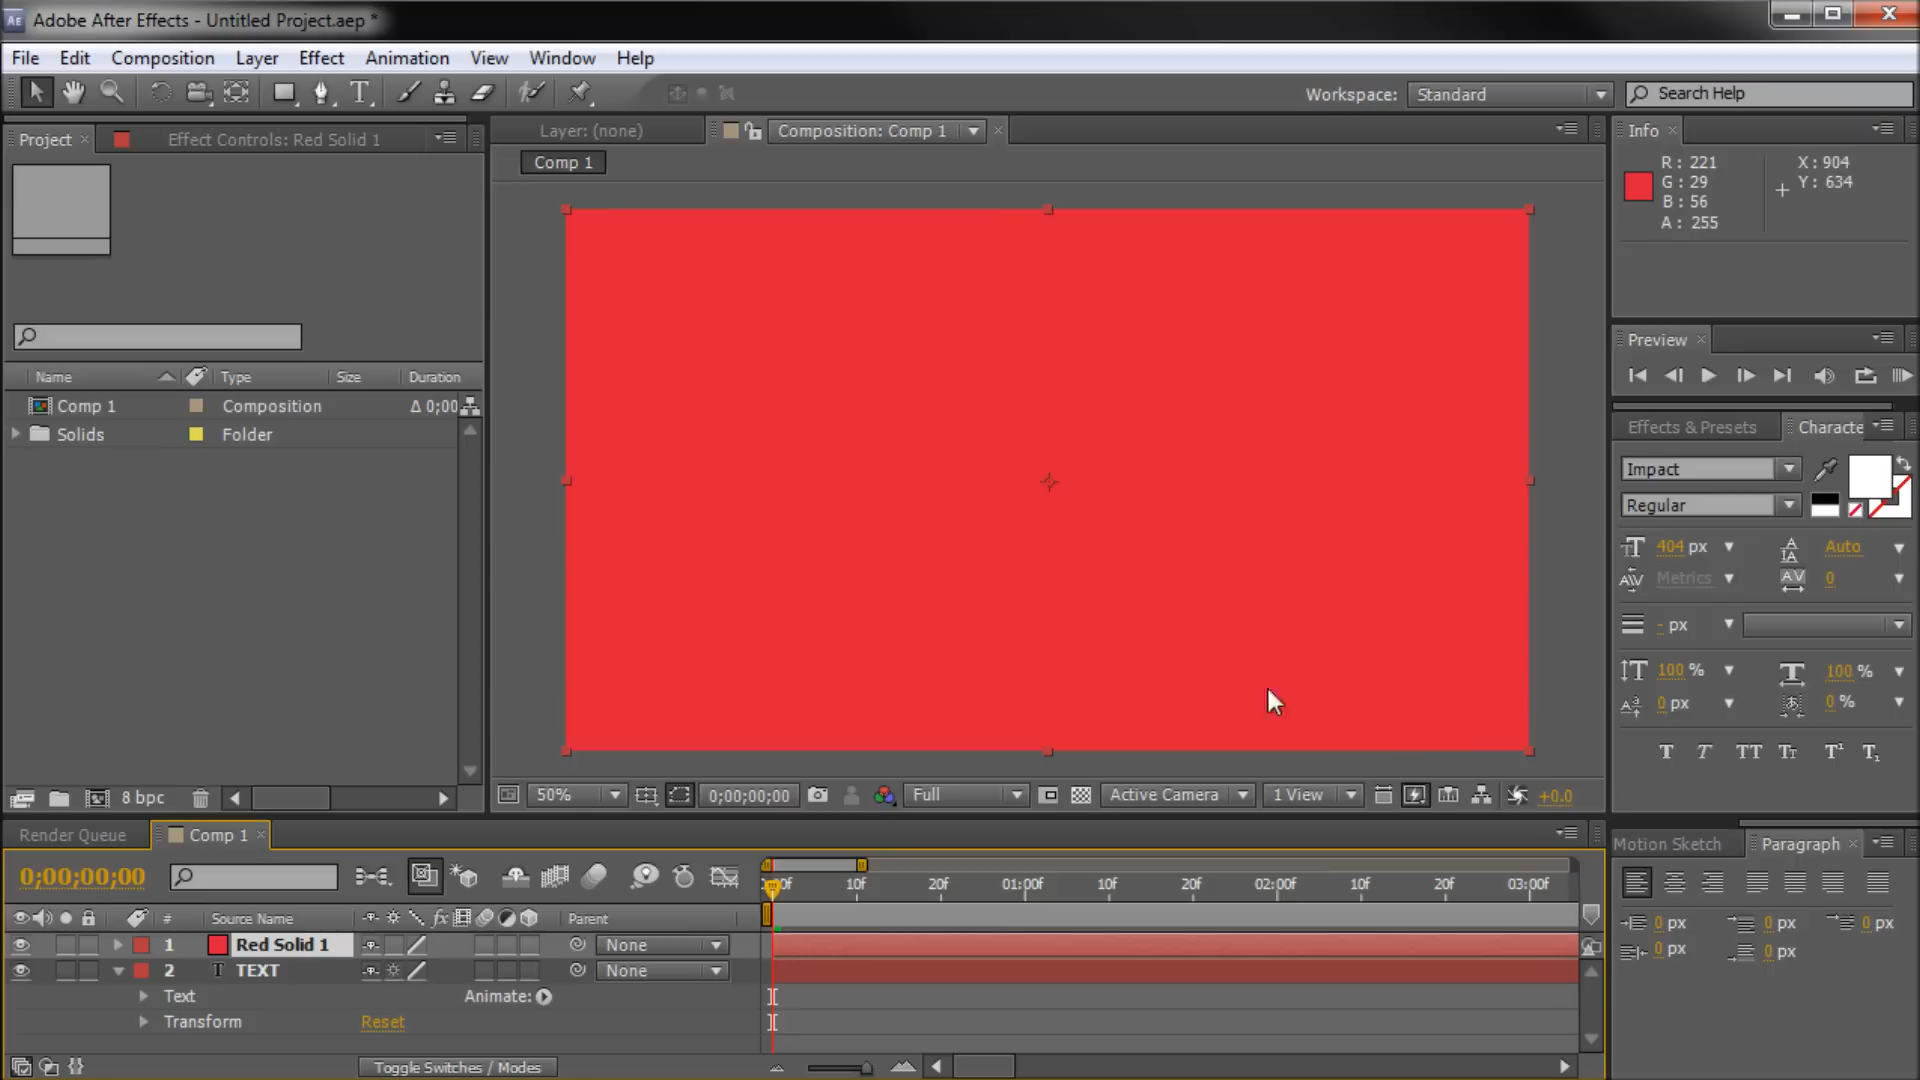 Adobe After Effects - Untitled Project.aep *
File Edit Composition Layer Effect Animation View Window Help
Workspace: Standard Search Help
Project Effect Controls: Red Solid 1
Layer: (none) Composition: Comp 1
Comp 1
Info
R: 221
G: 29
B: 56
A: 255
X: 904
Y: 634
Preview
Name Type Size Duration
Comp 1 Composition Δ 0;00
Solids Folder
Effects & Presets Characte
Impact
Regular
404 px Auto
Metrics 0
- px
100 % 100 %
0 px 0 %
T T TT Tт T¹ T₁
8 bpc
50% 0;00;00;00 Full Active Camera 1 View +0.0
Render Queue Comp 1
Motion Sketch Paragraph
0 px 0 px 0 px
0 px 0 px
0;00;00;00
10f 20f 01:00f 10f 20f 02:00f 10f 20f 03:00f
# Source Name fx Parent
1 Red Solid 1 None
2 T TEXT None
Text Animate:
Transform Reset
Toggle Switches / Modes